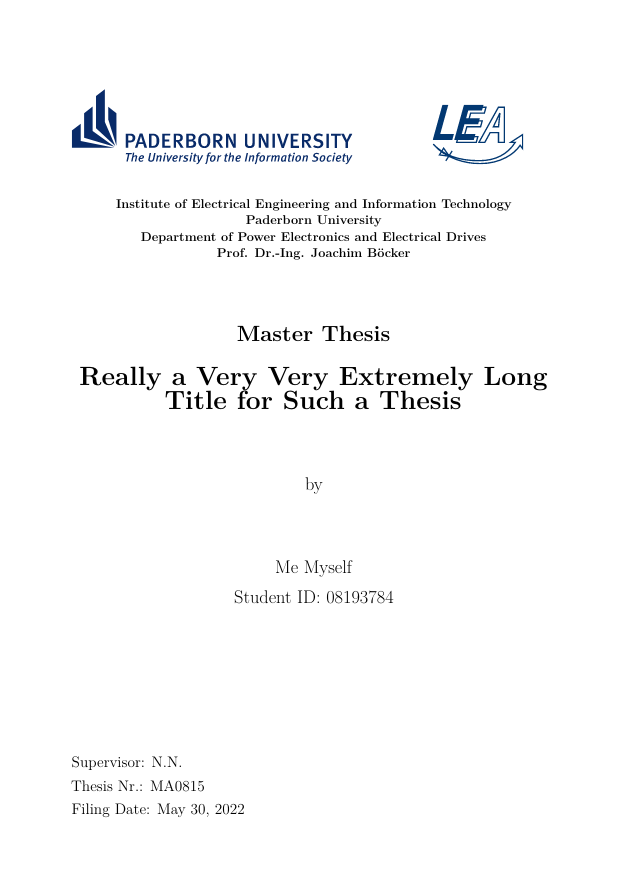 PADERBORN UNIVERSITY
The University for the Information Society
LEA
Institute of Electrical Engineering and Information Technology
Paderborn University
Department of Power Electronics and Electrical Drives
Prof. Dr.-Ing. Joachim Böcker
Master Thesis
Really a Very Very Extremely Long
Title for Such a Thesis
by
Me Myself
Student ID: 08193784
Supervisor: N.N.
Thesis Nr.: MA0815
Filing Date: May 30, 2022